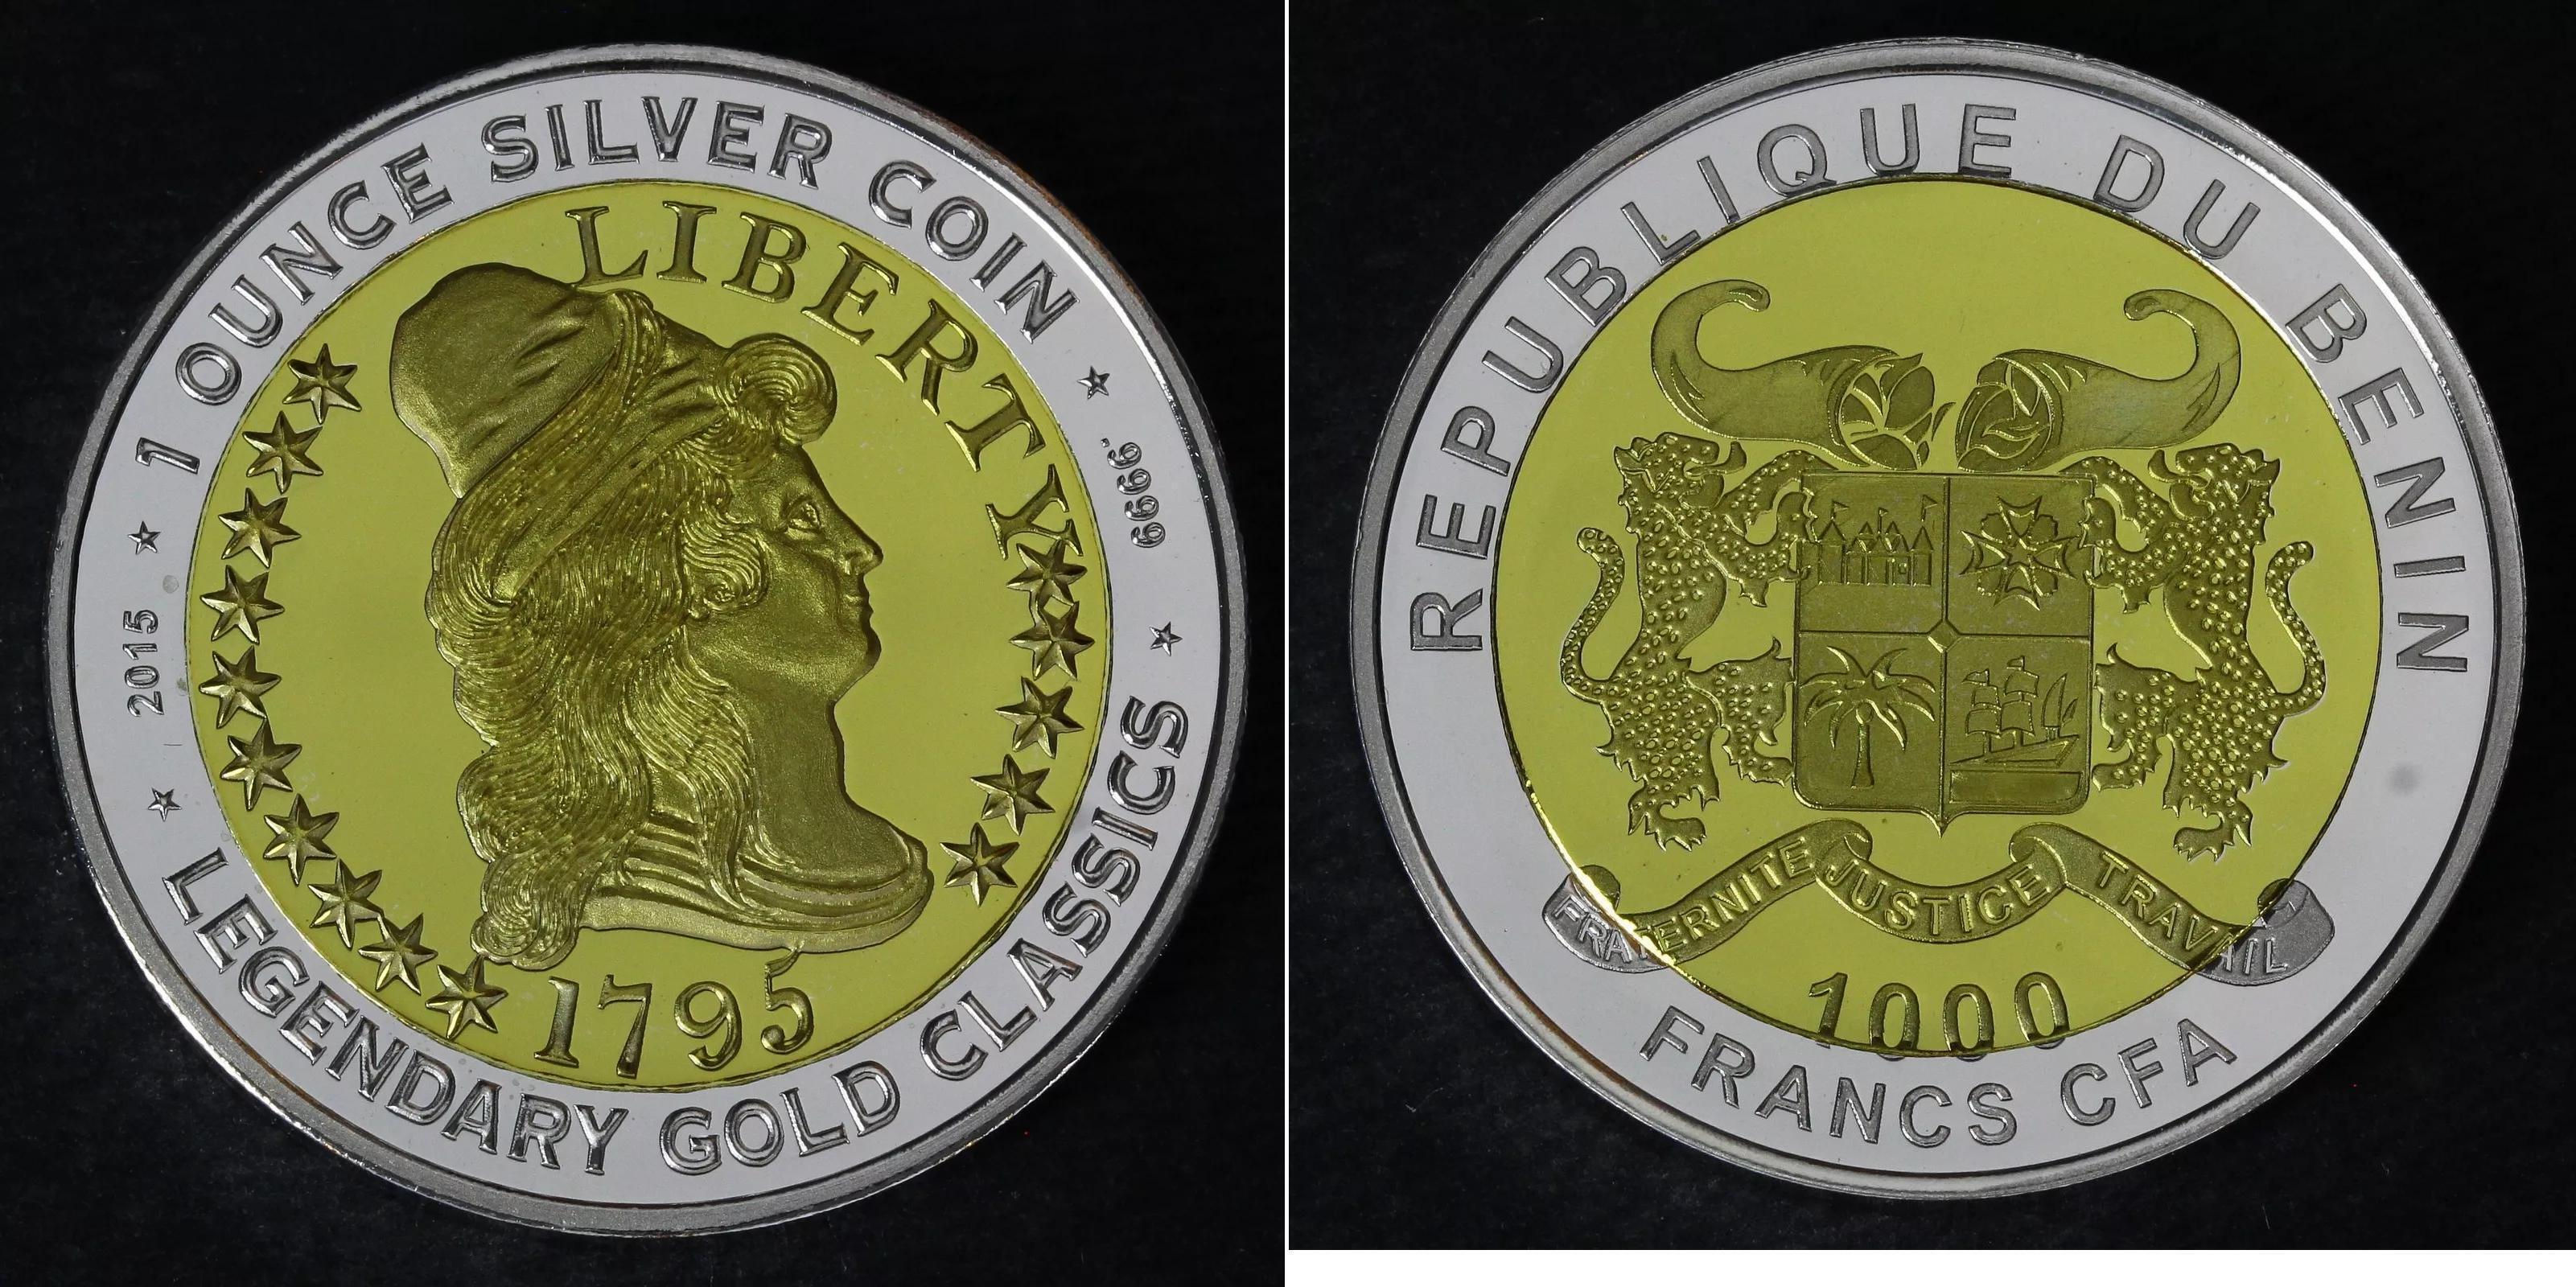 1 OUNCE SILVER COIN
.9999
2015
LIBERTY
1795
LEGENDARY GOLD CLASSICS
REPUBLIQUE DU BENIN
FRATERNITE JUSTICE TRAVAIL
1000
FRANCS CFA